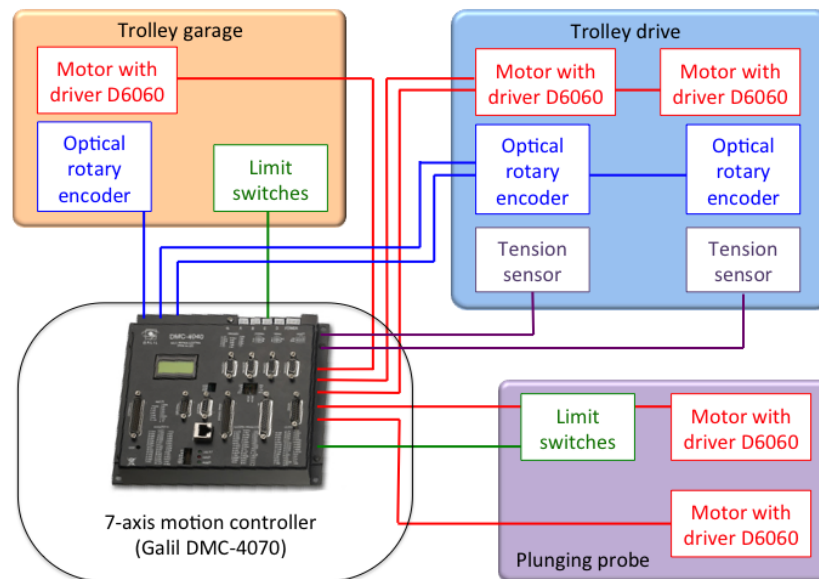 Trolley garage
Motor with
driver D6060
Optical
rotary
encoder
Limit
switches
Trolley drive
Motor with
driver D6060
Motor with
driver D6060
Optical
rotary
encoder
Optical
rotary
encoder
Tension
sensor
Tension
sensor
DMC-4040
7-axis motion controller
(Galil DMC-4070)
Limit
switches
Motor with
driver D6060
Motor with
driver D6060
Plunging probe